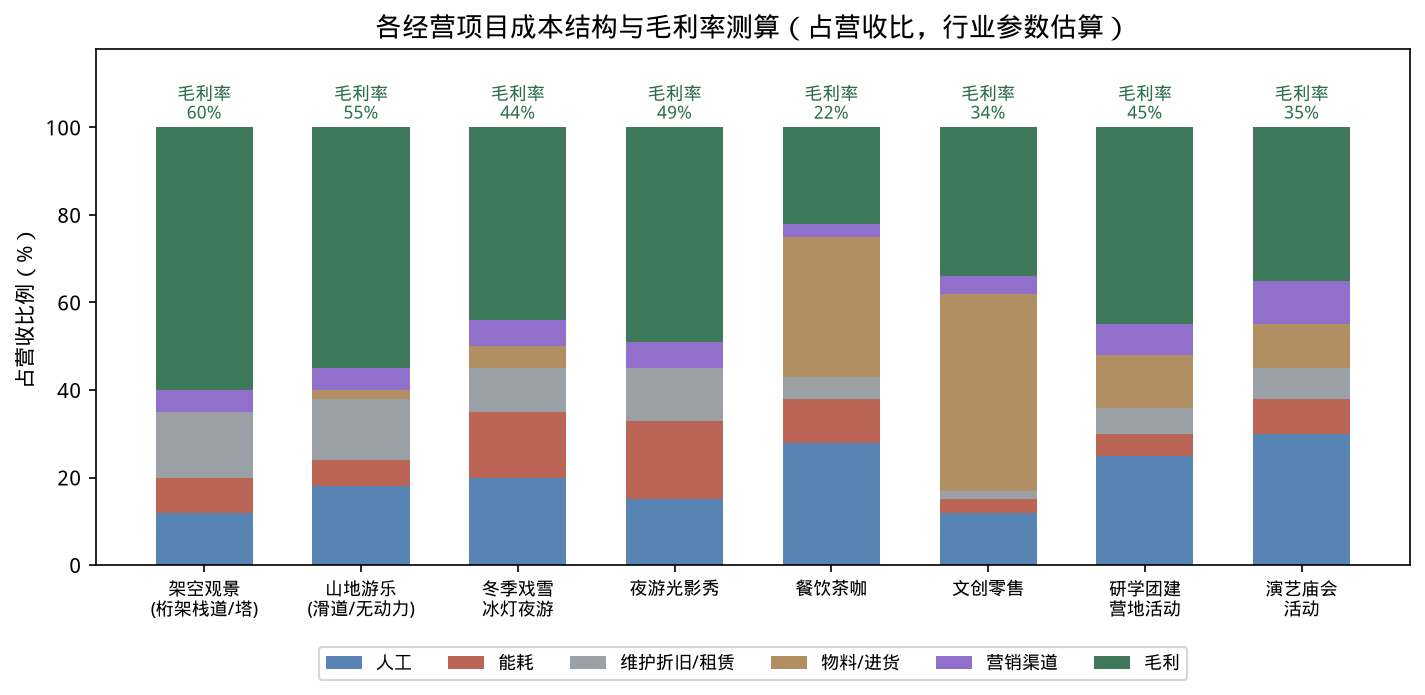 各经营项目成本结构与毛利率测算（占营收比，行业参数估算）
占营收比例（%）
100
80
60
40
20
0
毛利率
60%
毛利率
55%
毛利率
44%
毛利率
49%
毛利率
22%
毛利率
34%
毛利率
45%
毛利率
35%
架空观景
(桁架栈道/塔)
山地游乐
(滑道/无动力)
冬季戏雪
冰灯夜游
夜游光影秀
餐饮茶咖
文创零售
研学团建
营地活动
演艺庙会
活动
人工
能耗
维护折旧/租赁
物料/进货
营销渠道
毛利